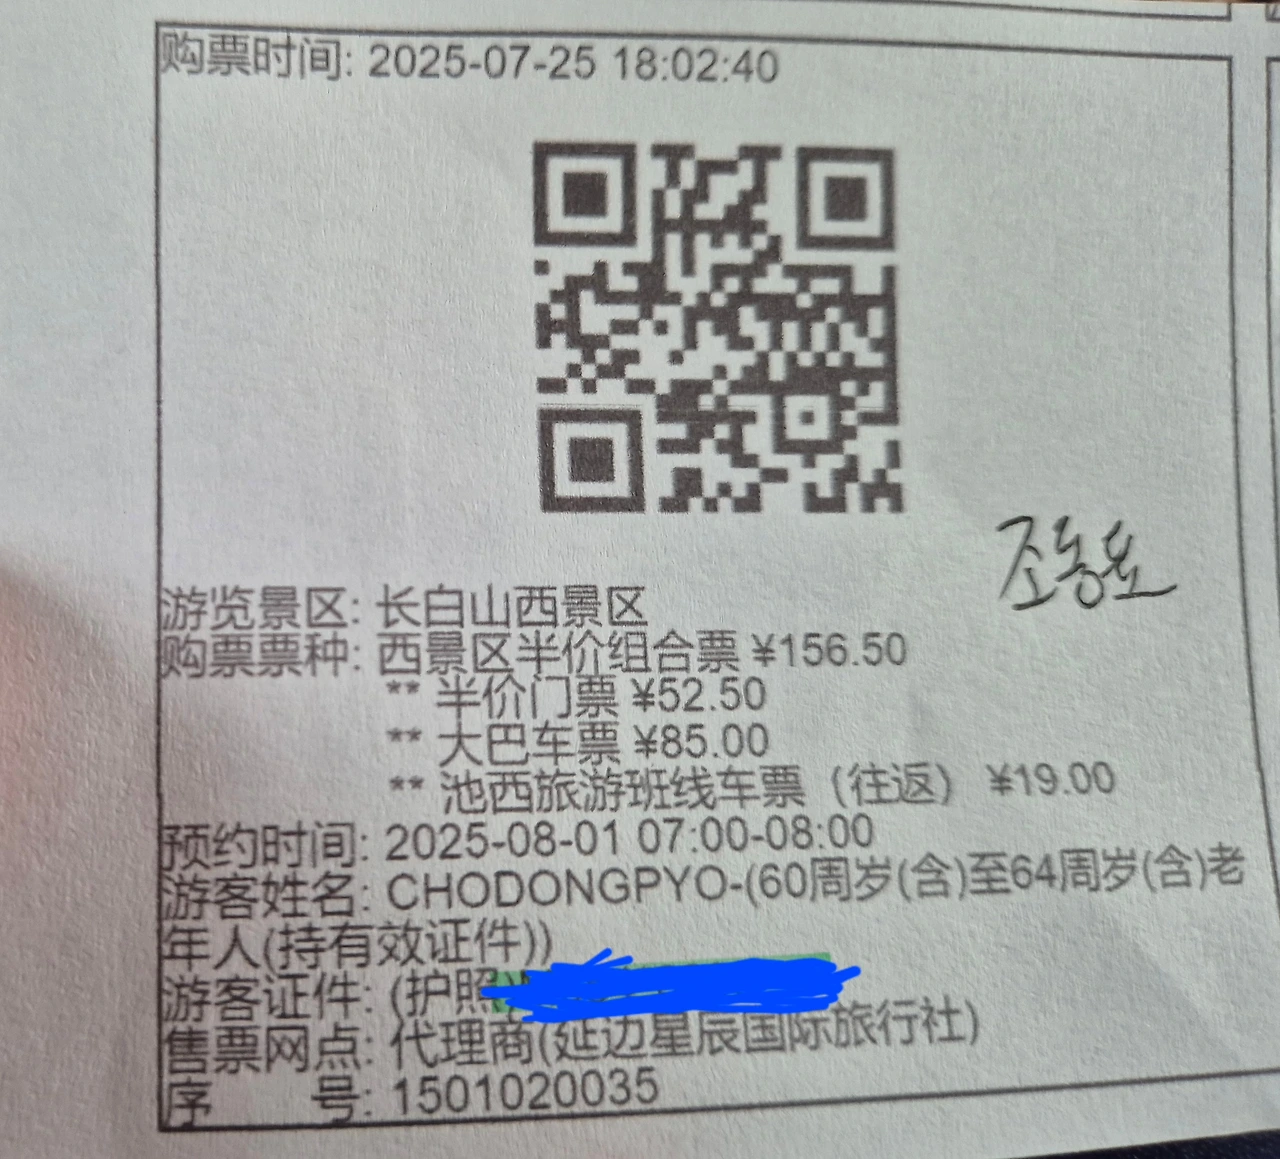 购票时间: 2025-07-25 18:02:40
조동표
游览景区: 长白山西景区
购票票种: 西景区半价组合票 ¥156.50
** 半价门票 ¥52.50
** 大巴车票 ¥85.00
** 池西旅游班线车票（往返） ¥19.00
预约时间: 2025-08-01 07:00-08:00
游客姓名: CHODONGPYO-(60周岁(含)至64周岁(含)老
年人(持有效证件))
游客证件: (护照)
售票网点: 代理商(延边星辰国际旅行社)
序 号: 1501020035